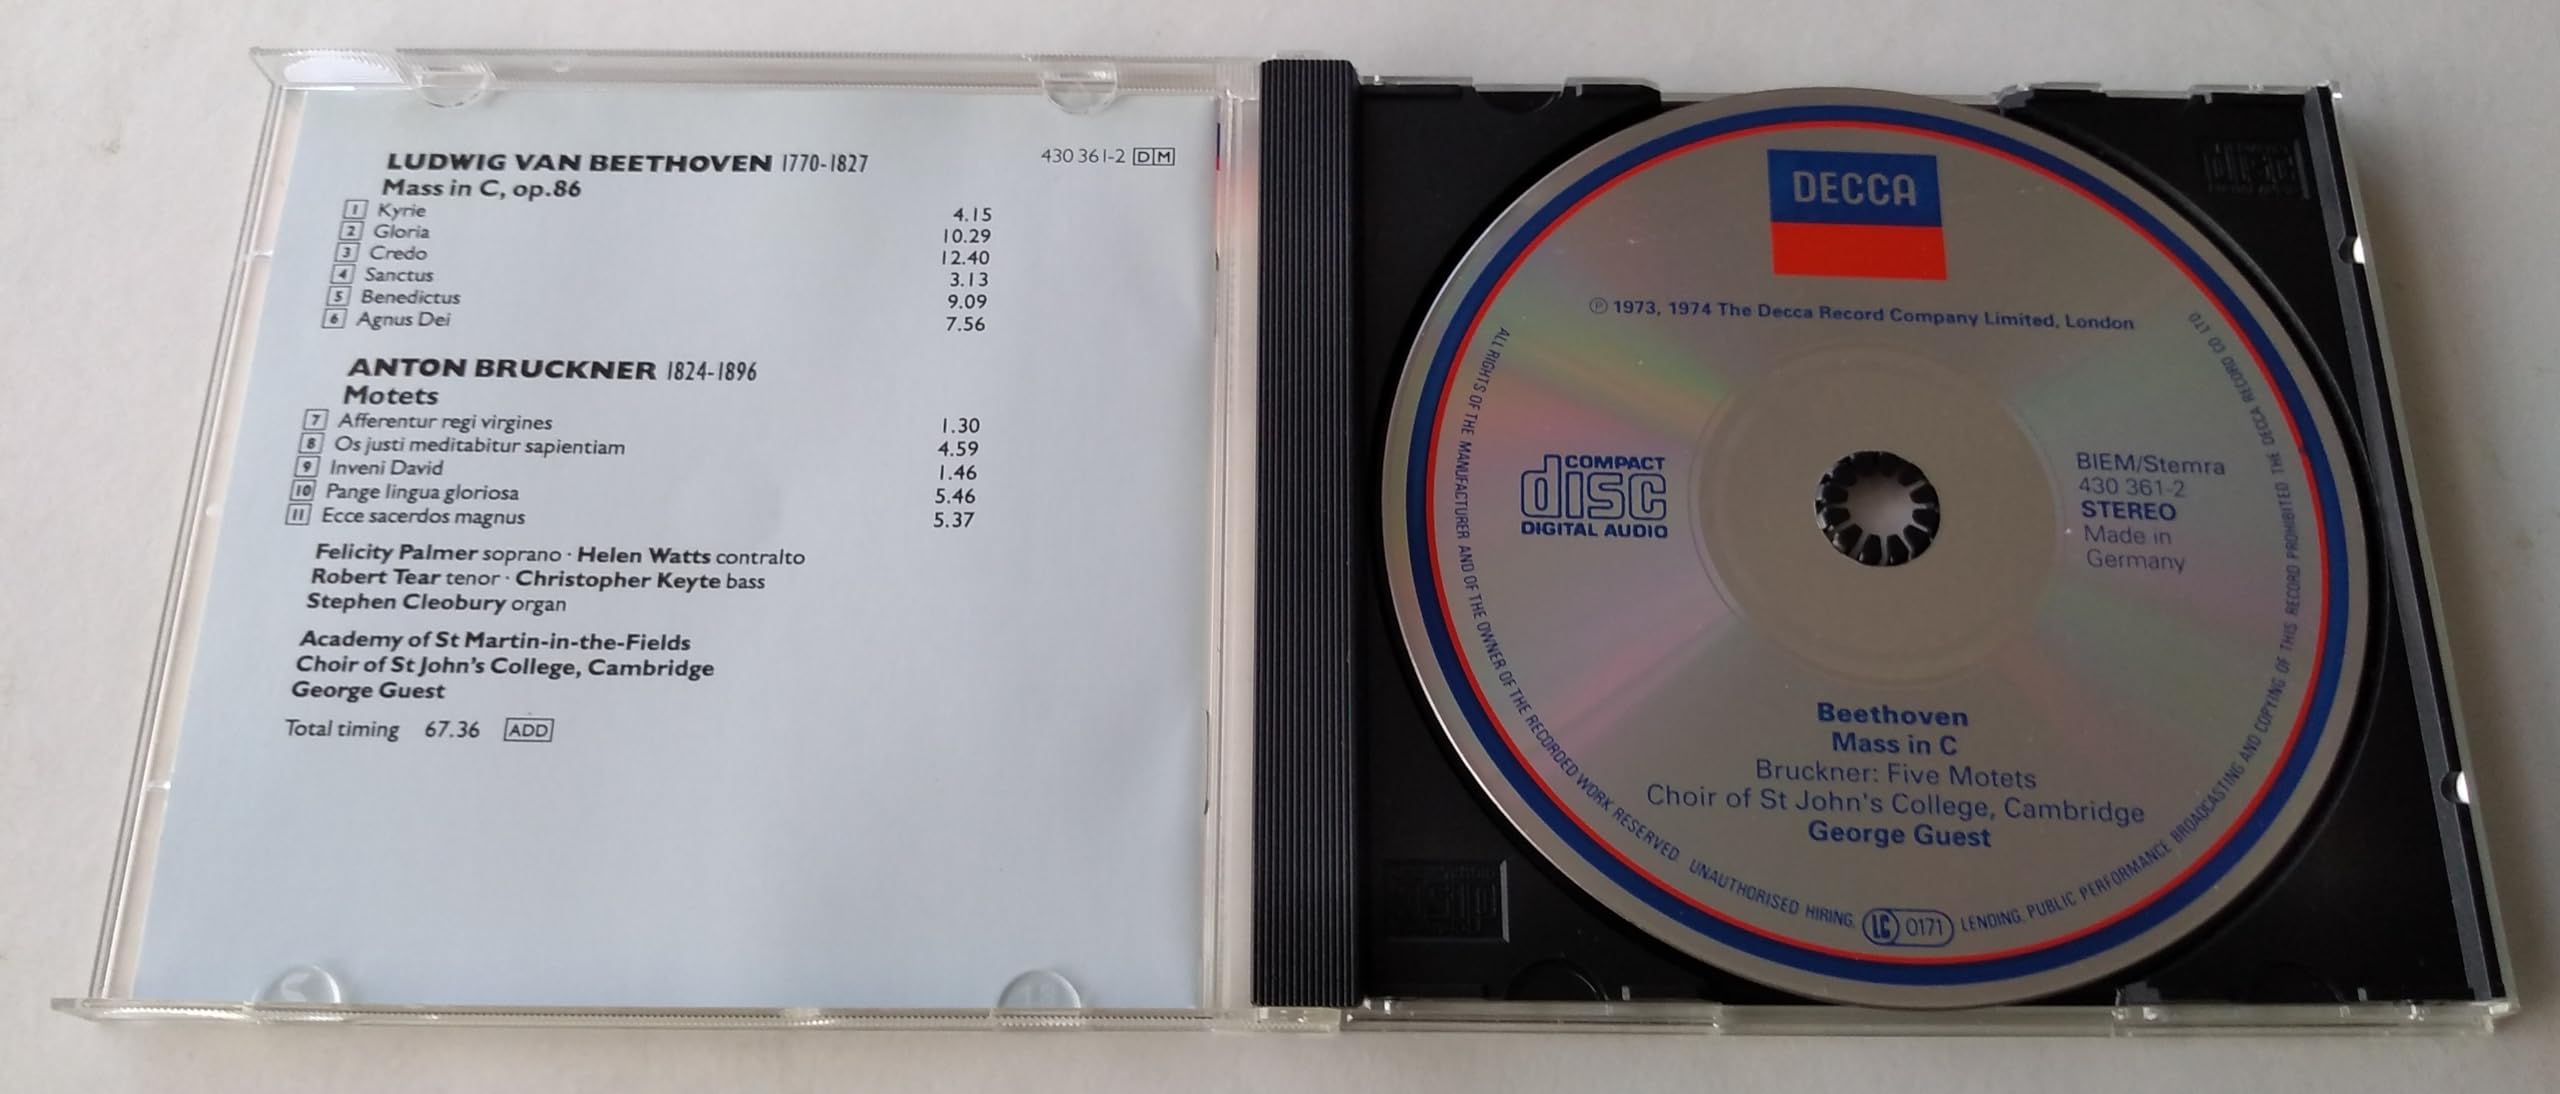 LUDWIG VAN BEETHOVEN 1770-1827
430 361-2 DM
Mass in C, op.86
1 Kyrie 4.15
2 Gloria 10.29
3 Credo 12.40
4 Sanctus 3.13
5 Benedictus 9.09
6 Agnus Dei 7.56
ANTON BRUCKNER 1824-1896
Motets
7 Afferentur regi virgines 1.30
8 Os justi meditabitur sapientiam 4.59
9 Inveni David 1.46
10 Pange lingua gloriosa 5.46
11 Ecce sacerdos magnus 5.37
Felicity Palmer soprano · Helen Watts contralto
Robert Tear tenor · Christopher Keyte bass
Stephen Cleobury organ
Academy of St Martin-in-the-Fields
Choir of St John's College, Cambridge
George Guest
Total timing 67.36 ADD
DECCA
℗ 1973, 1974 The Decca Record Company Limited, London
COMPACT
disc
DIGITAL AUDIO
BIEM/Stemra
430 361-2
STEREO
Made in
Germany
Beethoven
Mass in C
Bruckner: Five Motets
Choir of St John's College, Cambridge
George Guest
ALL RIGHTS OF THE MANUFACTURER AND OF THE OWNER OF THE RECORDED WORK RESERVED UNAUTHORISED HIRING, LC 0171 LENDING, PUBLIC PERFORMANCE BROADCASTING AND COPYING OF THIS RECORD PROHIBITED THE DECCA RECORD CO LTD
disc
disc